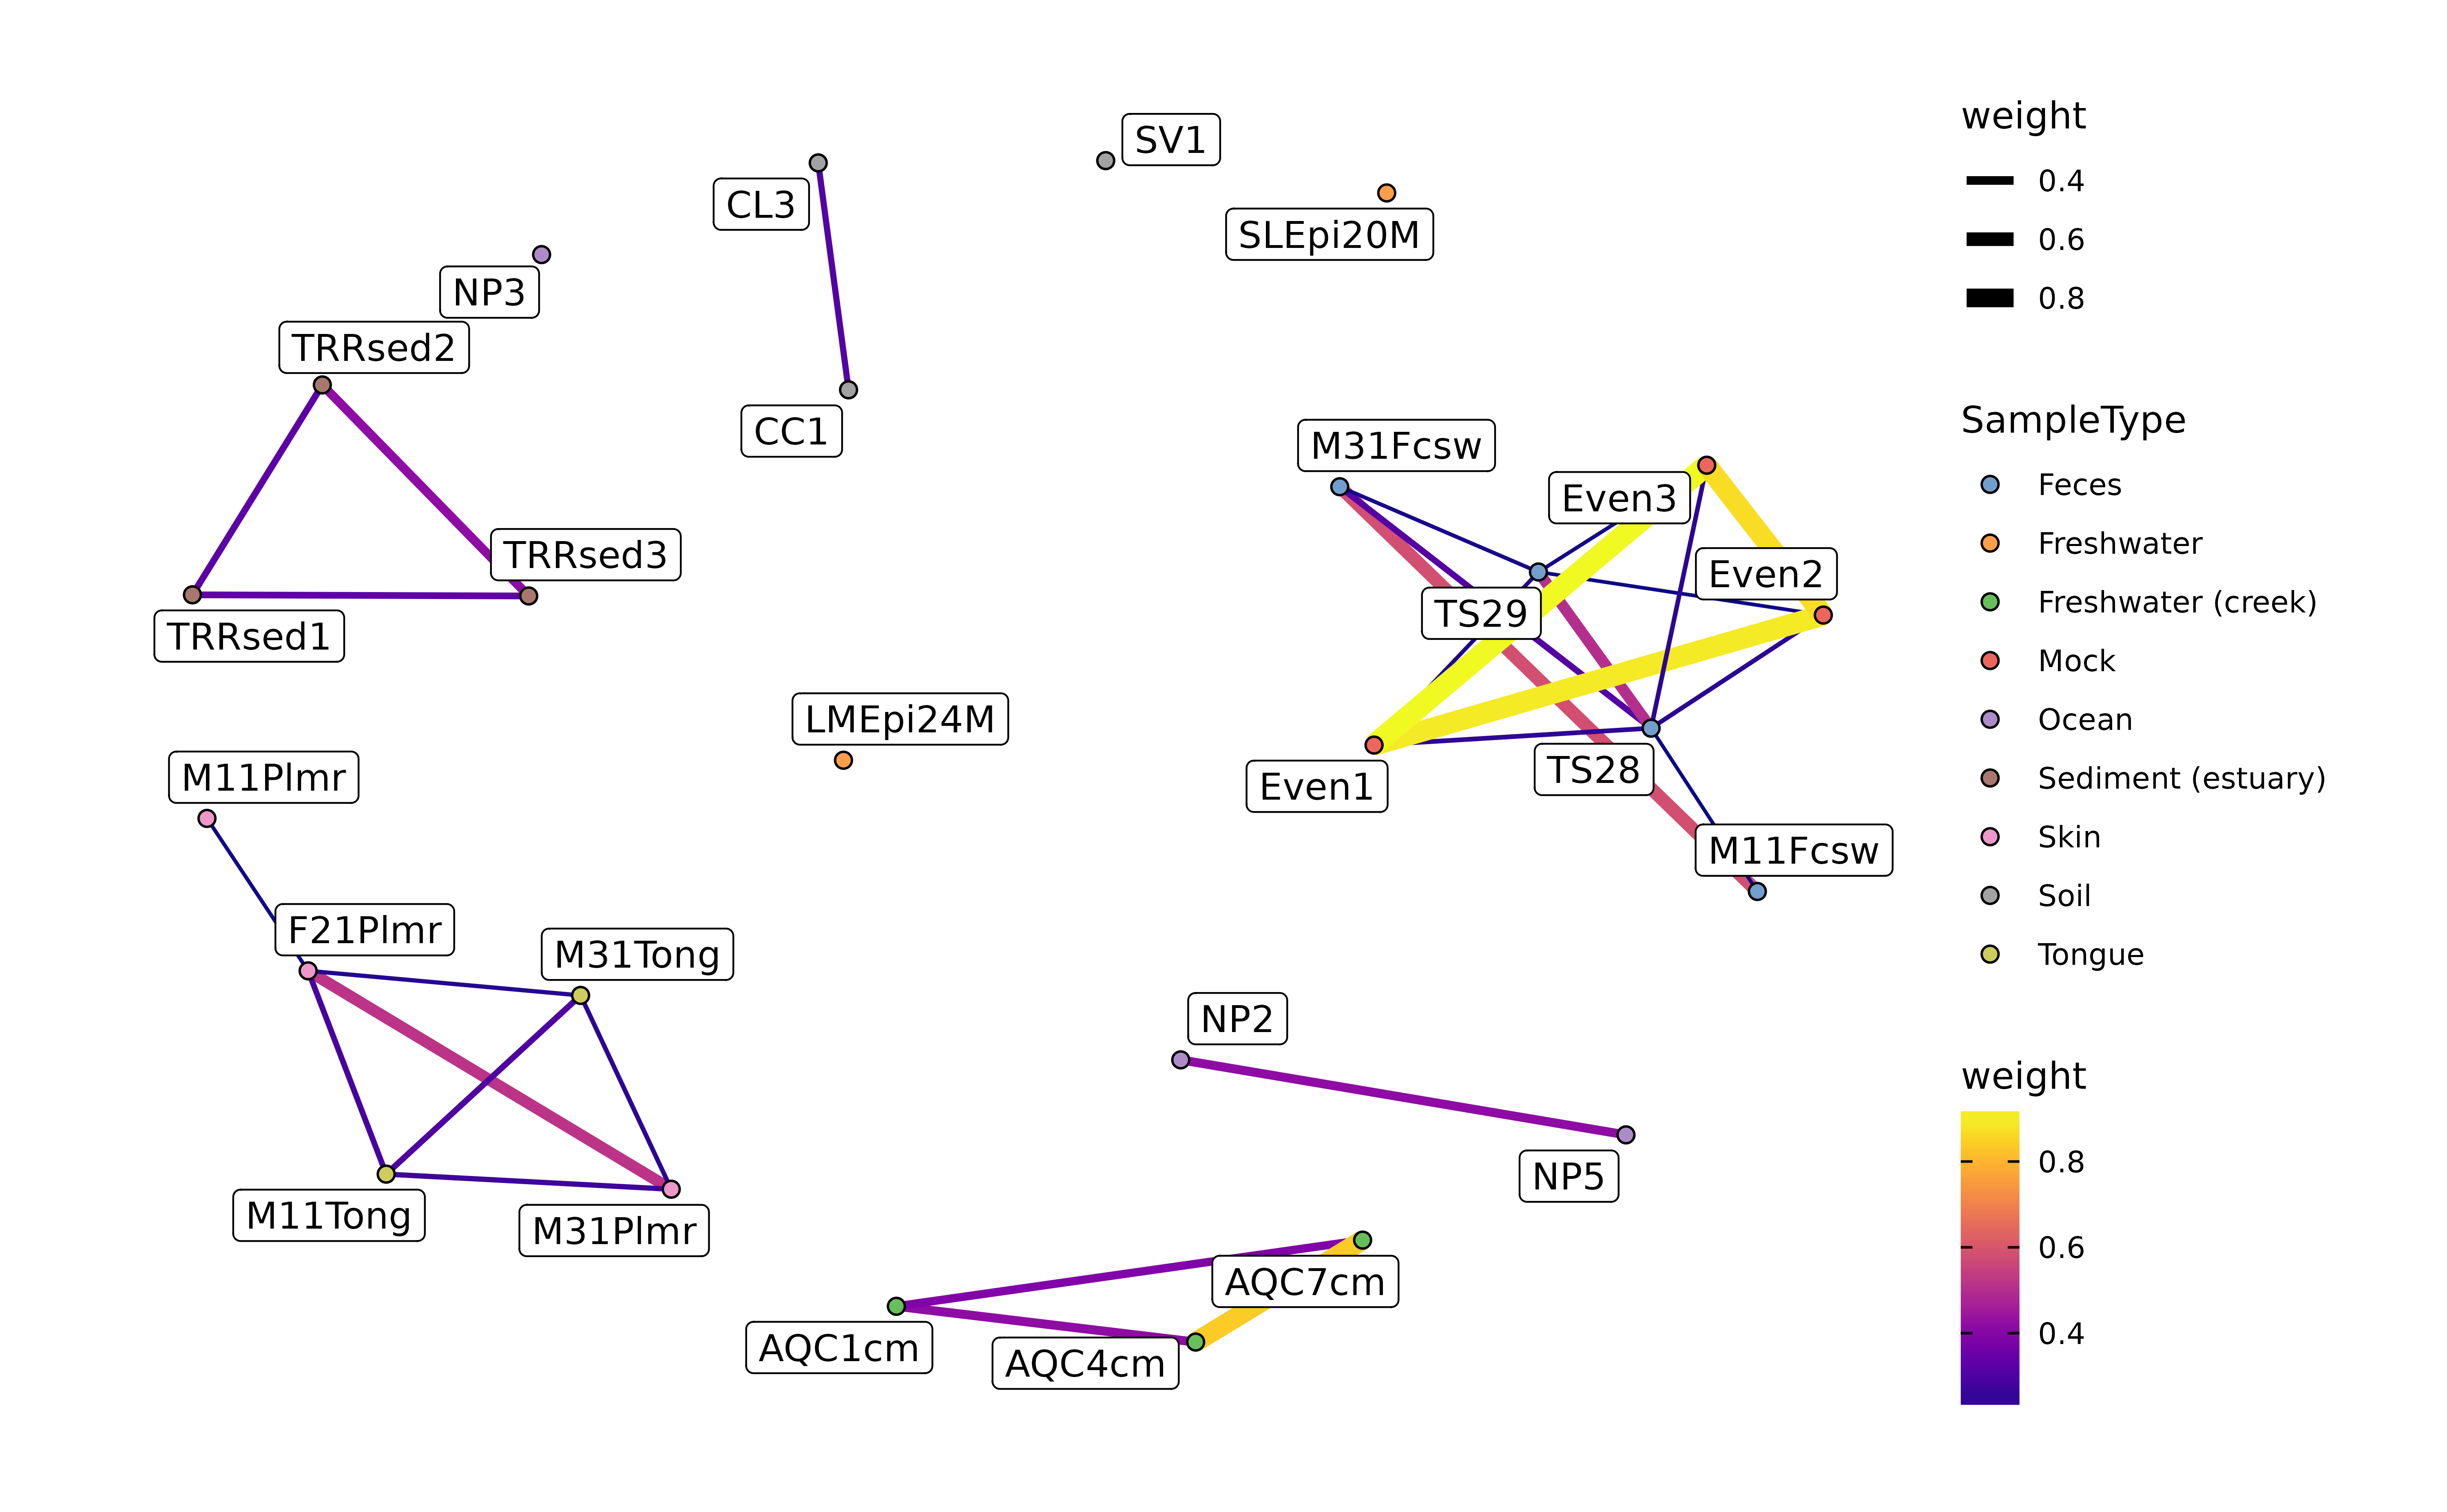 SV1
CL3
SLEpi20M
NP3
TRRsed2
CC1
M31Fcsw
Even3
TRRsed3
Even2
TS29
TRRsed1
LMEpi24M
M11Plmr
TS28
Even1
M11Fcsw
F21Plmr
M31Tong
NP2
NP5
M11Tong
M31Plmr
AQC7cm
AQC1cm
AQC4cm
weight
0.4
0.6
0.8
SampleType
Feces
Freshwater
Freshwater (creek)
Mock
Ocean
Sediment (estuary)
Skin
Soil
Tongue
weight
0.8
0.6
0.4